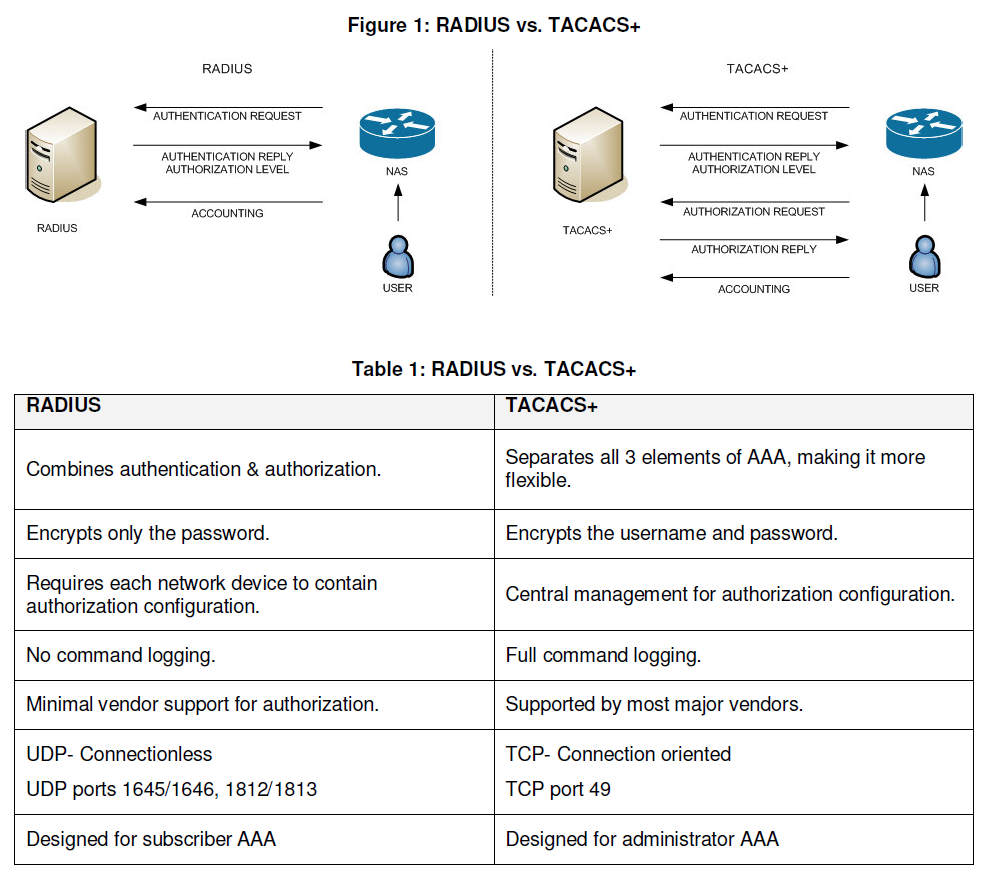 Figure 1: RADIUS vs. TACACS+
RADIUS
AUTHENTICATION REQUEST
AUTHENTICATION REPLY
AUTHORIZATION LEVEL
NAS
ACCOUNTING
RADIUS
USER
TACACS+
AUTHENTICATION REQUEST
AUTHENTICATION REPLY
AUTHORIZATION LEVEL
NAS
AUTHORIZATION REQUEST
TACACS+
AUTHORIZATION REPLY
ACCOUNTING
USER
Table 1: RADIUS vs. TACACS+
RADIUS
TACACS+
Combines authentication & authorization.
Separates all 3 elements of AAA, making it more
flexible.
Encrypts only the password.
Encrypts the username and password.
Requires each network device to contain
authorization configuration.
Central management for authorization configuration.
No command logging.
Full command logging.
Minimal vendor support for authorization.
Supported by most major vendors.
UDP- Connectionless
UDP ports 1645/1646, 1812/1813
TCP- Connection oriented
TCP port 49
Designed for subscriber AAA
Designed for administrator AAA